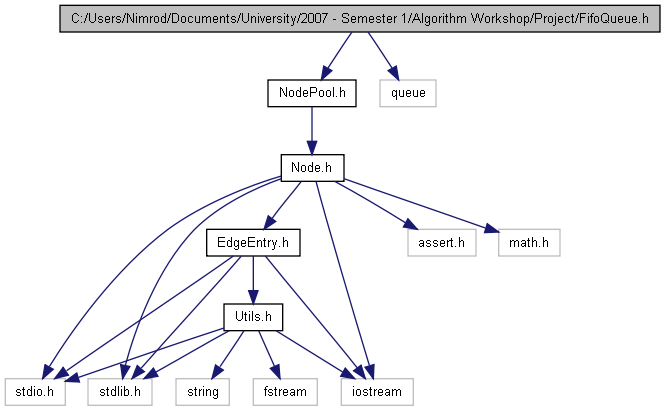 C:/Users/Nimrod/Documents/University/2007 - Semester 1/Algorithm Workshop/Project/FifoQueue.h
NodePool.h
queue
Node.h
EdgeEntry.h
assert.h
math.h
Utils.h
stdio.h
stdlib.h
string
fstream
iostream